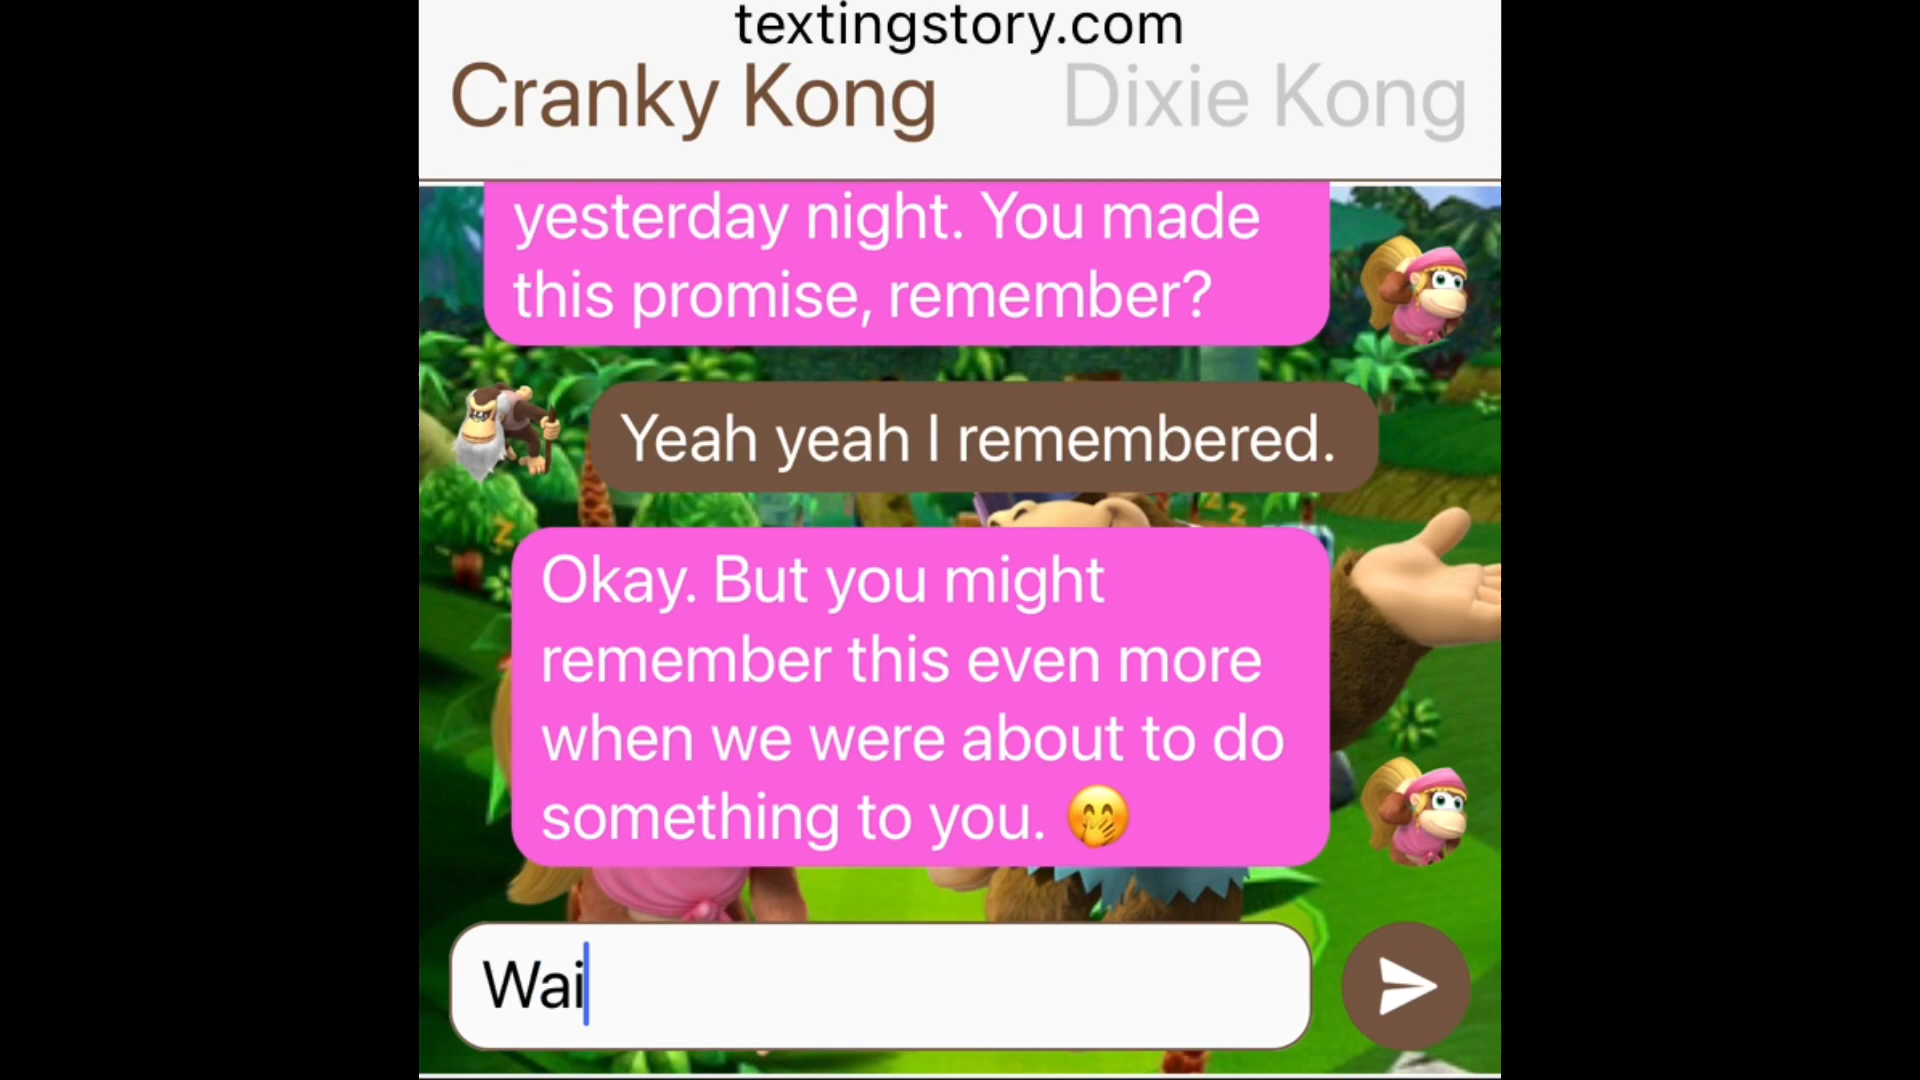 textingstory.com
Cranky Kong Dixie Kong
yesterday night. You made
this promise, remember?
Yeah yeah I remembered.
Okay. But you might
remember this even more
when we were about to do
something to you. 🤭
Wai